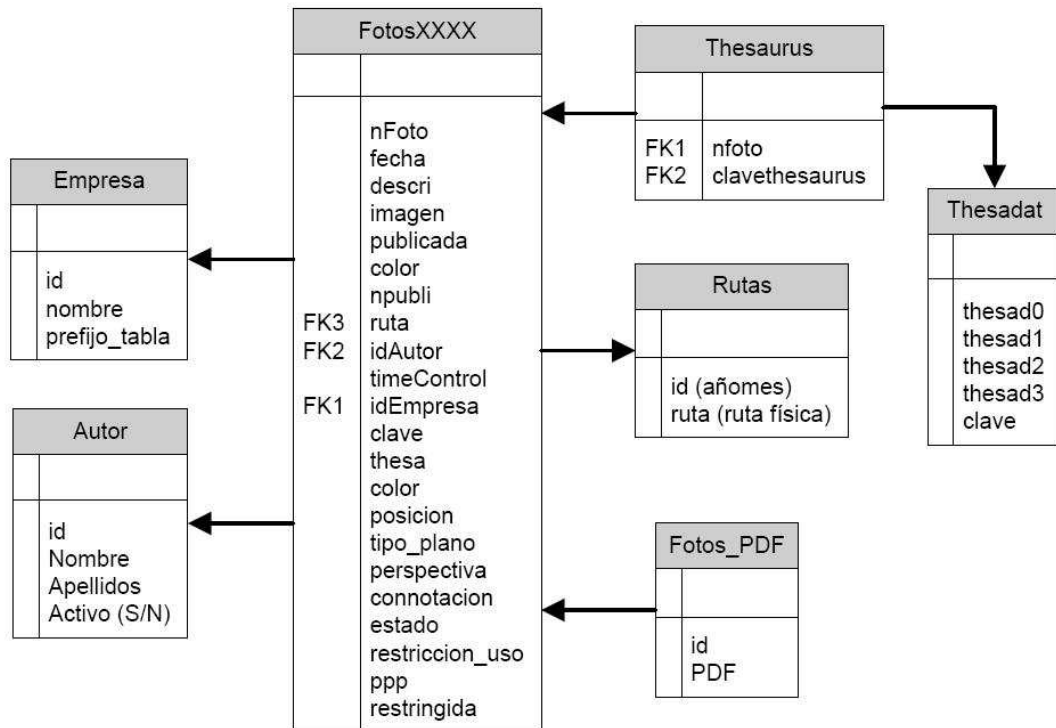 FotosXXXX
nFoto
fecha
descri
imagen
publicada
color
npubli
FK3 ruta
FK2 idAutor
timeControl
FK1 idEmpresa
clave
thesa
color
posicion
tipo_plano
perspectiva
connotacion
estado
restriccion_uso
ppp
restringida
Thesaurus
FK1 nfoto
FK2 clavethesaurus
Empresa
id
nombre
prefijo_tabla
Thesadat
thesad0
thesad1
thesad2
thesad3
clave
Rutas
id (añomes)
ruta (ruta física)
Autor
id
Nombre
Apellidos
Activo (S/N)
Fotos_PDF
id
PDF